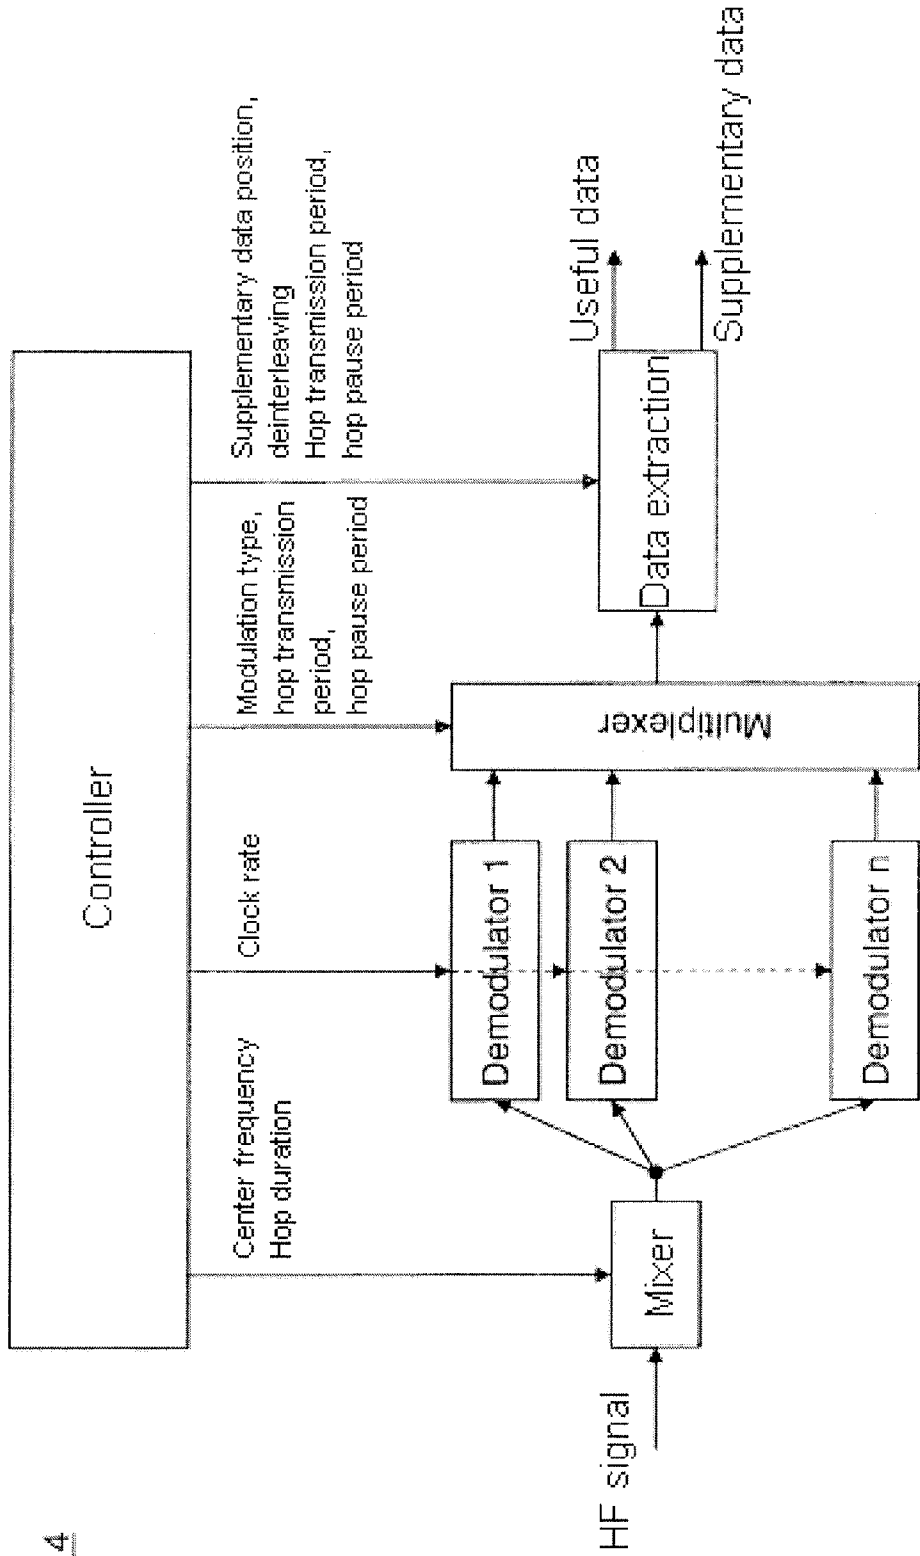 4
Controller
Center frequency
Hop duration
Clock rate
Modulation type,
hop transmission
period,
hop pause period
Supplementary data position,
deinterleaving
Hop transmission period,
hop pause period
HF signal
Mixer
Demodulator 1
Demodulator 2
Demodulator n
Multiplexer
Data extraction
Useful data
Supplementary data